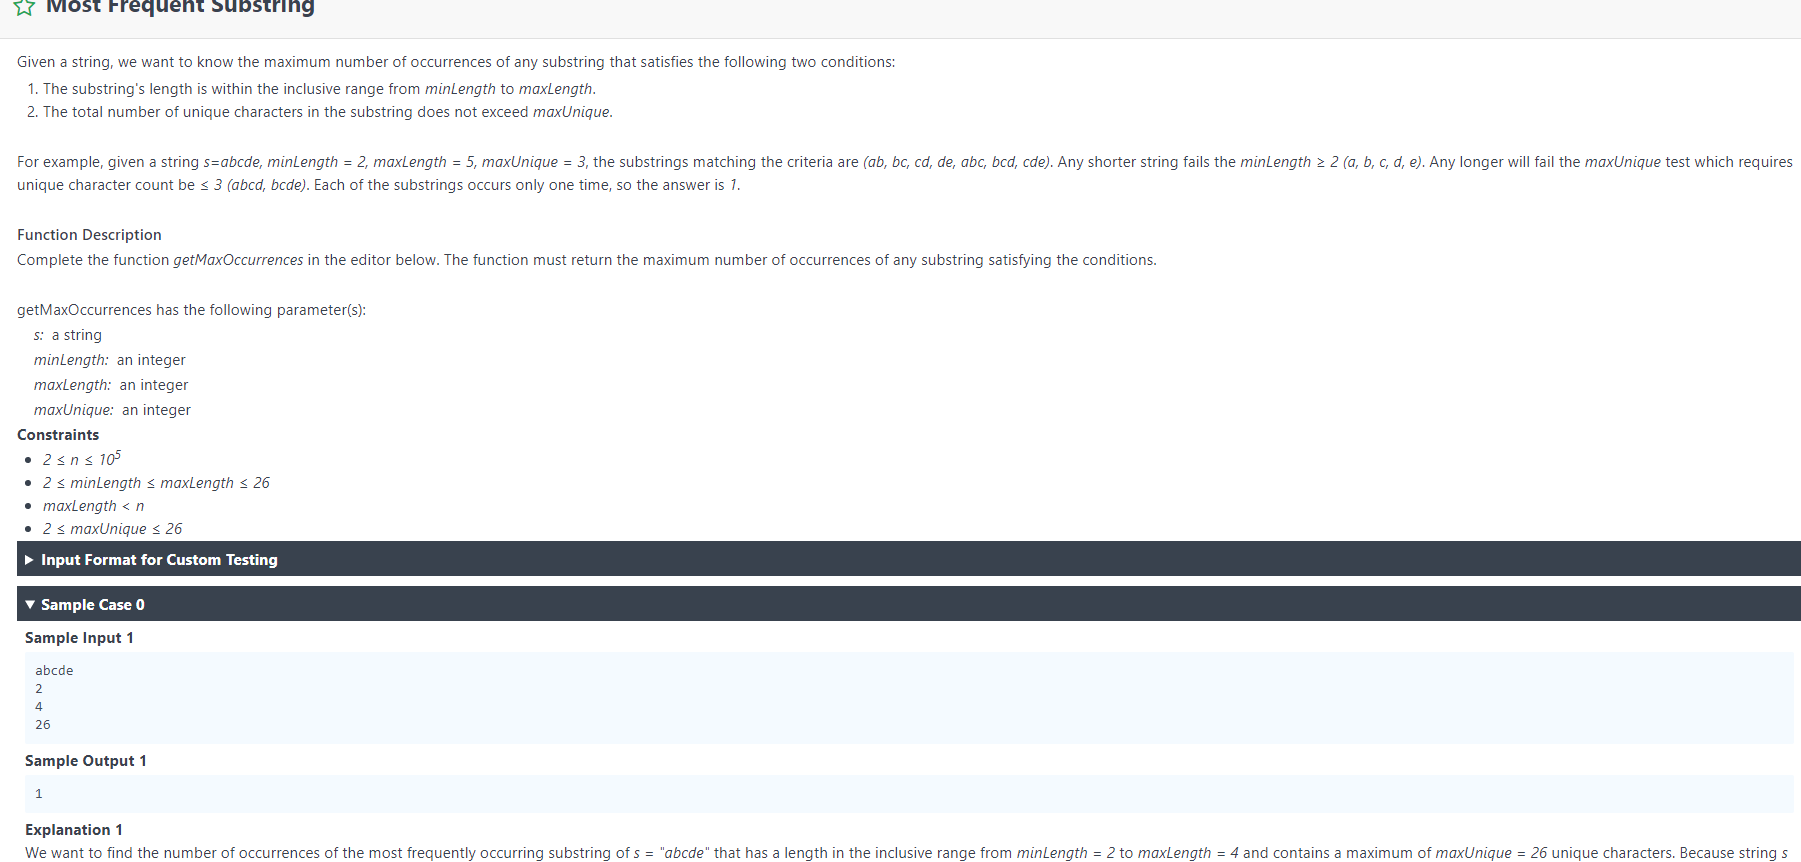 Most Frequent Substring
Given a string, we want to know the maximum number of occurrences of any substring that satisfies the following two conditions:
1. The substring's length is within the inclusive range from minLength to maxLength.
2. The total number of unique characters in the substring does not exceed maxUnique.
For example, given a string s=abcde, minLength = 2, maxLength = 5, maxUnique = 3, the substrings matching the criteria are (ab, bc, cd, de, abc, bcd, cde). Any shorter string fails the minLength ≥ 2 (a, b, c, d, e). Any longer will fail the maxUnique test which requires
unique character count be ≤ 3 (abcd, bcde). Each of the substrings occurs only one time, so the answer is 1.
Function Description
Complete the function getMaxOccurrences in the editor below. The function must return the maximum number of occurrences of any substring satisfying the conditions.
getMaxOccurrences has the following parameter(s):
s: a string
minLength: an integer
maxLength: an integer
maxUnique: an integer
Constraints
• 2 ≤ n ≤ 10⁵
• 2 ≤ minLength ≤ maxLength ≤ 26
• maxLength < n
• 2 ≤ maxUnique ≤ 26
Input Format for Custom Testing
Sample Case 0
Sample Input 1
abcde
2
4
26
Sample Output 1
1
Explanation 1
We want to find the number of occurrences of the most frequently occurring substring of s = "abcde" that has a length in the inclusive range from minLength = 2 to maxLength = 4 and contains a maximum of maxUnique = 26 unique characters. Because string s